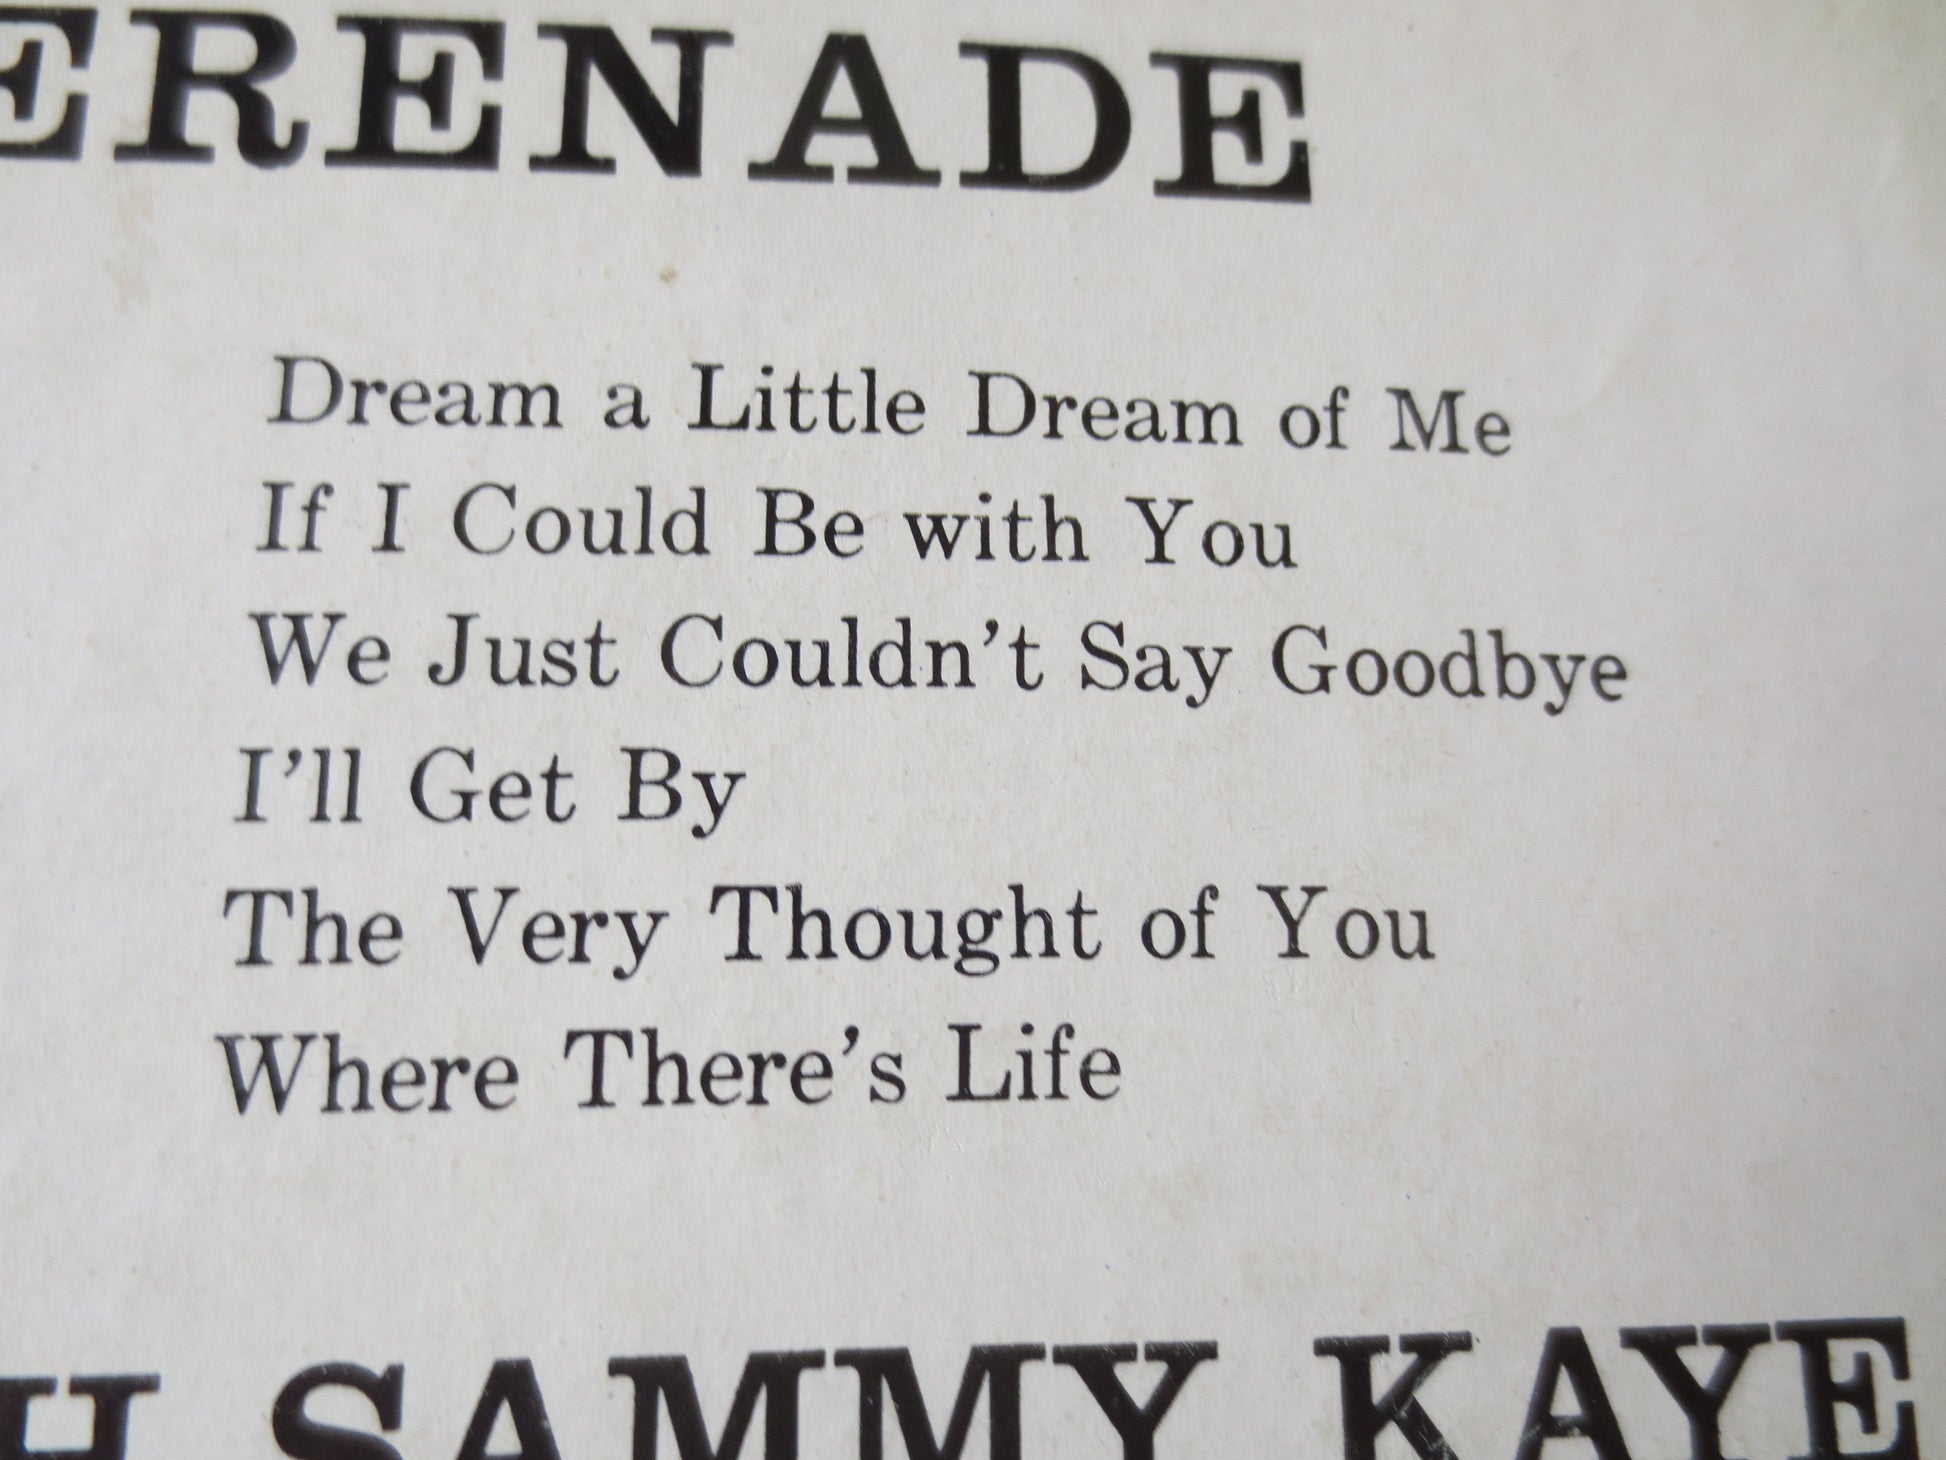 ERENADE
Dream a Little Dream of Me
If I Could Be with You
We Just Couldn't Say Goodbye
I'll Get By
The Very Thought of You
Where There's Life
H SAMMY KAYE